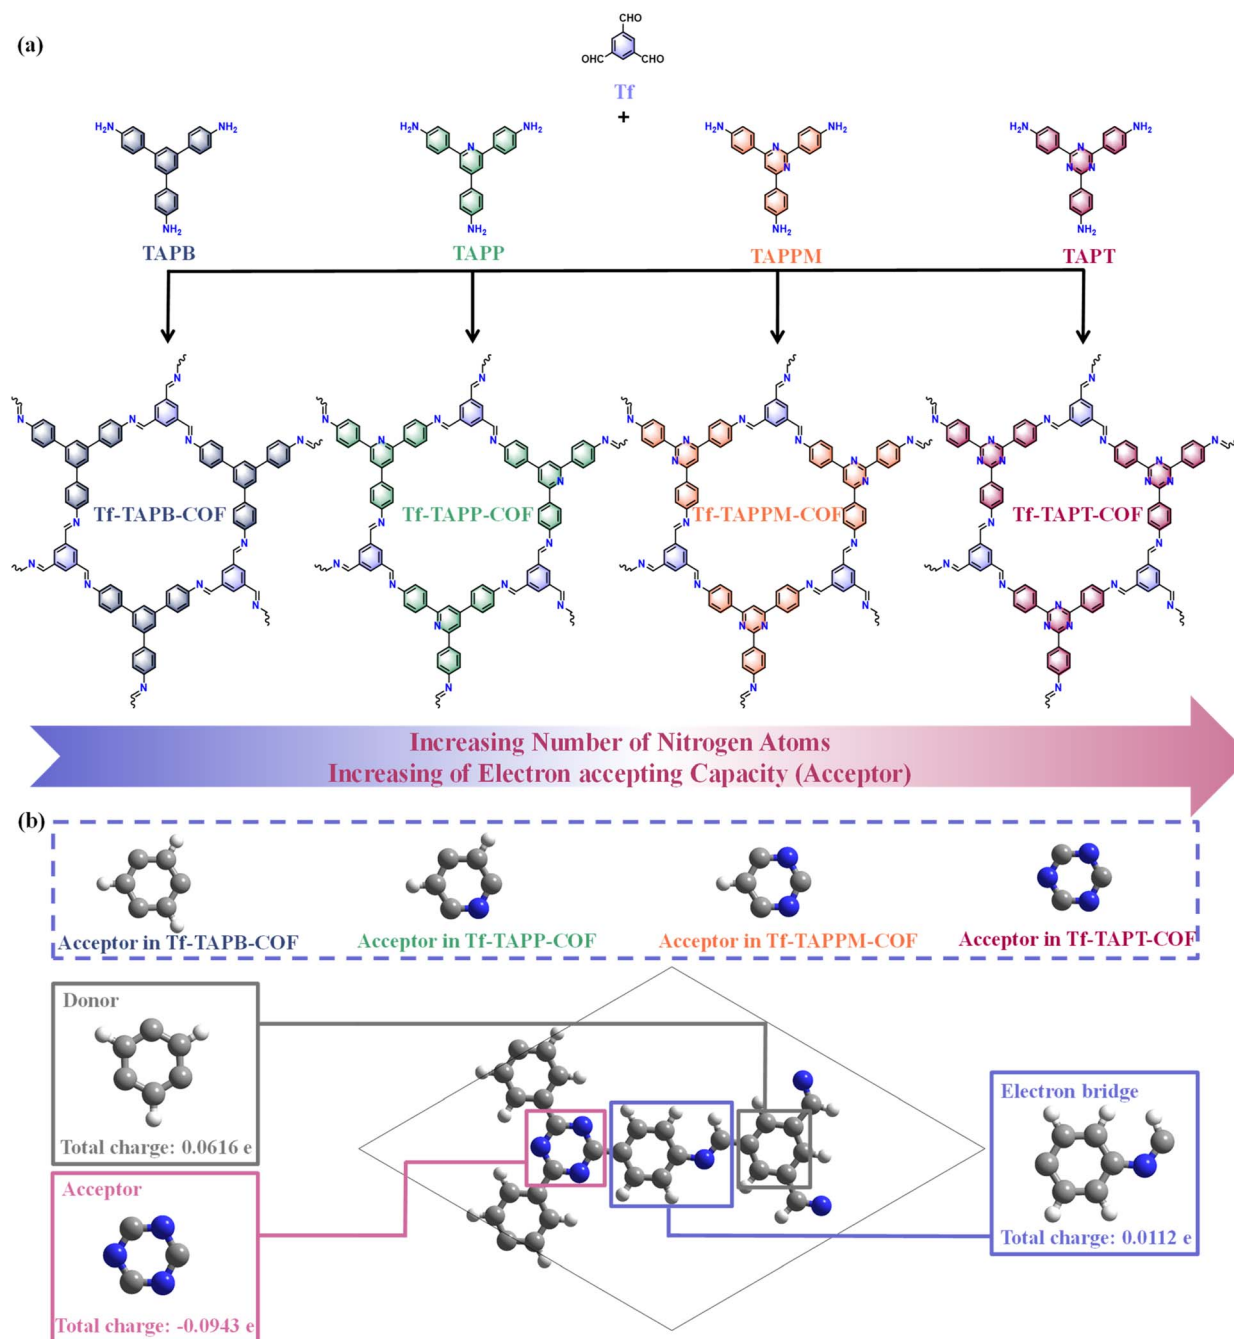 (a)
CHO
OHC CHO
Tf
+
H₂N NH₂ H₂N N NH₂ H₂N N N NH₂ H₂N N N N NH₂
NH₂ NH₂ NH₂ NH₂
TAPB TAPP TAPPM TAPT
Tf-TAPB-COF Tf-TAPP-COF Tf-TAPPM-COF Tf-TAPT-COF
Increasing Number of Nitrogen Atoms
Increasing of Electron accepting Capacity (Acceptor)
(b)
Acceptor in Tf-TAPB-COF Acceptor in Tf-TAPP-COF Acceptor in Tf-TAPPM-COF Acceptor in Tf-TAPT-COF
Donor
Total charge: 0.0616 e
Acceptor
Total charge: -0.0943 e
Electron bridge
Total charge: 0.0112 e